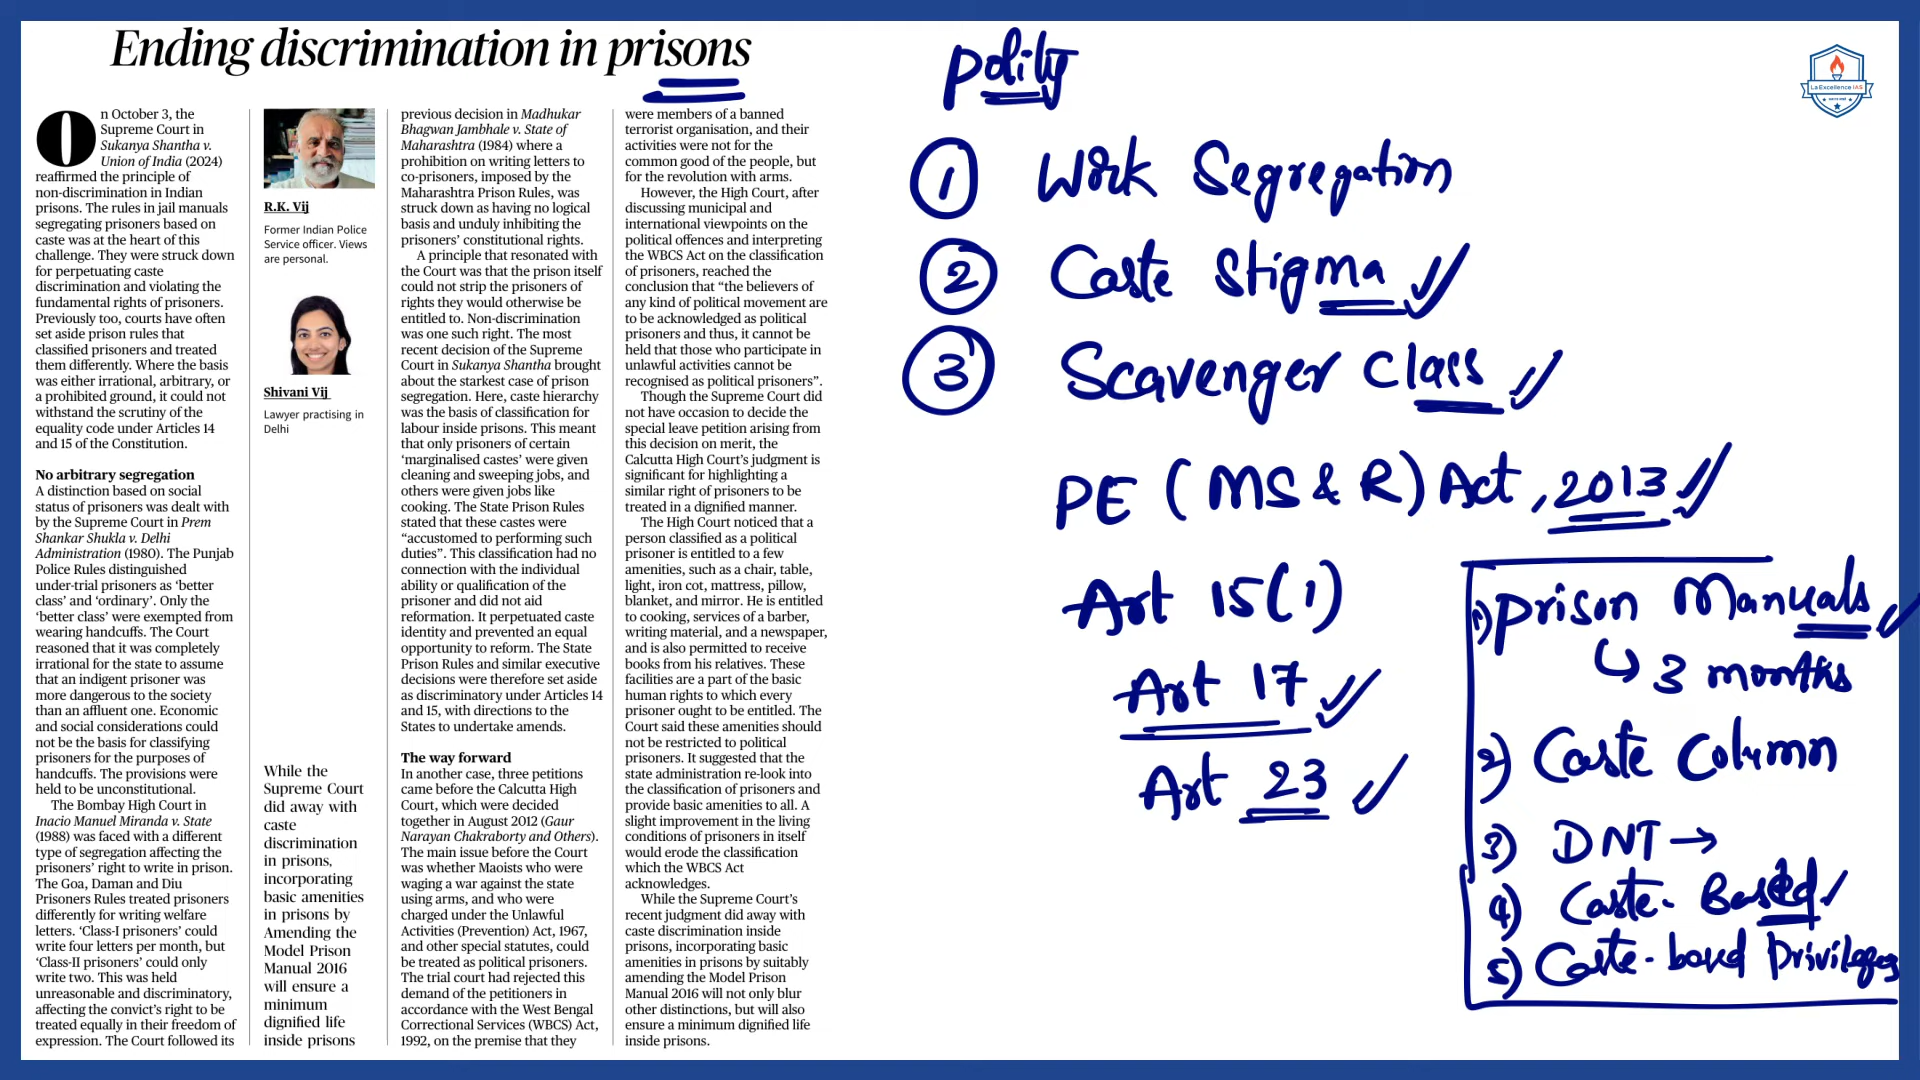 Ending discrimination in prisons
On October 3, the
Supreme Court in
Sukanya Shantha v.
Union of India (2024)
reaffirmed the principle of
non-discrimination in Indian
prisons. The rules in jail manuals
segregating prisoners based on
caste was at the heart of this
challenge. They were struck down
for perpetuating caste
discrimination and violating the
fundamental rights of prisoners.
Previously too, courts have often
set aside prison rules that
classified prisoners and treated
them differently. Where the basis
was either irrational, arbitrary, or
a prohibited ground, it could not
withstand the scrutiny of the
equality code under Articles 14
and 15 of the Constitution.
No arbitrary segregation
A distinction based on social
status of prisoners was dealt with
by the Supreme Court in Prem
Shankar Shukla v. Delhi
Administration (1980). The Punjab
Police Rules distinguished
under-trial prisoners as ‘better
class’ and ‘ordinary’. Only the
‘better class’ were exempted from
wearing handcuffs. The Court
reasoned that it was completely
irrational for the state to assume
that an indigent prisoner was
more dangerous to the society
than an affluent one. Economic
and social considerations could
not be the basis for classifying
prisoners for the purposes of
handcuffs. The provisions were
held to be unconstitutional.
The Bombay High Court in
Inacio Manuel Miranda v. State
(1988) was faced with a different
type of segregation affecting the
prisoners’ right to write in prison.
The Goa, Daman and Diu
Prisoners Rules treated prisoners
differently for writing welfare
letters. ‘Class-I prisoners’ could
write four letters per month, but
‘Class-II prisoners’ could only
write two. This was held
unreasonable and discriminatory,
affecting the convict’s right to be
treated equally in their freedom of
expression. The Court followed its
R.K. Vij
Former Indian Police
Service officer. Views
are personal.
Shivani Vij
Lawyer practising in
Delhi
While the
Supreme Court
did away with
caste
discrimination
in prisons,
incorporating
basic amenities
in prisons by
Amending the
Model Prison
Manual 2016
will ensure a
minimum
dignified life
inside prisons
previous decision in Madhukar
Bhagwan Jambhale v. State of
Maharashtra (1984) where a
prohibition on writing letters to
co-prisoners, imposed by the
Maharashtra Prison Rules, was
struck down as having no logical
basis and unduly inhibiting the
prisoners’ constitutional rights.
A principle that resonated with
the Court was that the prison itself
could not strip the prisoners of
rights they would otherwise be
entitled to. Non-discrimination
was one such right. The most
recent decision of the Supreme
Court in Sukanya Shantha brought
about the starkest case of prison
segregation. Here, caste hierarchy
was the basis of classification for
labour inside prisons. This meant
that only prisoners of certain
‘marginalised castes’ were given
cleaning and sweeping jobs, and
others were given jobs like
cooking. The State Prison Rules
stated that these castes were
“accustomed to performing such
duties”. This classification had no
connection with the individual
ability or qualification of the
prisoner and did not aid
reformation. It perpetuated caste
identity and prevented an equal
opportunity to reform. The State
Prison Rules and similar executive
decisions were therefore set aside
as discriminatory under Articles 14
and 15, with directions to the
States to undertake amends.
The way forward
In another case, three petitions
came before the Calcutta High
Court, which were decided
together in August 2012 (Gaur
Narayan Chakraborty and Others).
The main issue before the Court
was whether Maoists who were
waging a war against the state
using arms, and who were
charged under the Unlawful
Activities (Prevention) Act, 1967,
and other special statutes, could
be treated as political prisoners.
The trial court had rejected this
demand of the petitioners in
accordance with the West Bengal
Correctional Services (WBCS) Act,
1992, on the premise that they
were members of a banned
terrorist organisation, and their
activities were not for the
common good of the people, but
for the revolution with arms.
However, the High Court, after
discussing municipal and
international viewpoints on the
political offences and interpreting
the WBCS Act on the classification
of prisoners, reached the
conclusion that “the believers of
any kind of political movement are
to be acknowledged as political
prisoners and thus, it cannot be
held that those who participate in
unlawful activities cannot be
recognised as political prisoners”.
Though the Supreme Court did
not have occasion to decide the
special leave petition arising from
this decision on merit, the
Calcutta High Court’s judgment is
significant for highlighting a
similar right of prisoners to be
treated in a dignified manner.
The High Court noticed that a
person classified as a political
prisoner is entitled to a few
amenities, such as a chair, table,
light, iron cot, mattress, pillow,
blanket, and mirror. He is entitled
to cooking, services of a barber,
writing material, and a newspaper,
and is also permitted to receive
books from his relatives. These
facilities are a part of the basic
human rights to which every
prisoner ought to be entitled. The
Court said these amenities should
not be restricted to political
prisoners. It suggested that the
state administration re-look into
the classification of prisoners and
provide basic amenities to all. A
slight improvement in the living
conditions of prisoners in itself
would erode the classification
which the WBCS Act
acknowledges.
While the Supreme Court’s
recent judgment did away with
caste discrimination inside
prisons, incorporating basic
amenities in prisons by suitably
amending the Model Prison
Manual 2016 will not only blur
other distinctions, but will also
ensure a minimum dignified life
inside prisons.
Polity
1 Work Segregation
2 Caste Stigma
3 Scavenger Class
PE (MS & R) Act, 2013
Art 15(1)
Art 17
Art 23
1) Prison Manuals
↳ 3 months
2) Caste Column
3) DNT →
4) Caste-Based
5) Caste-based Privileges
La Excellence IAS